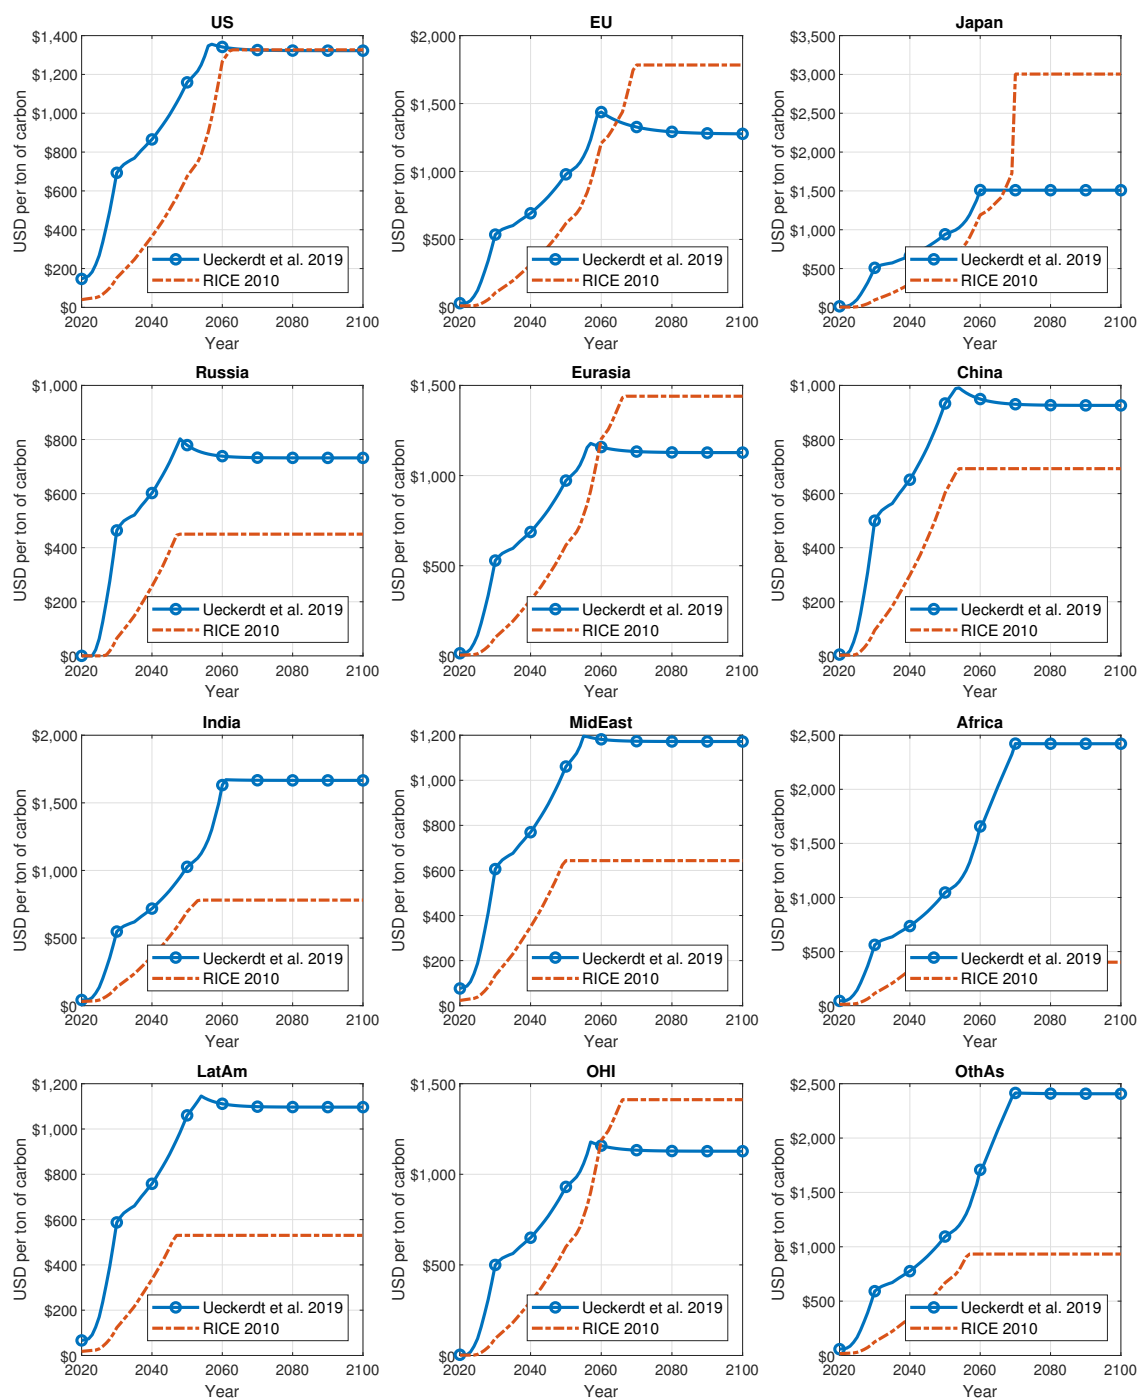 US
EU
Japan
$1,400
$1,200
$1,000
$800
$600
$400
$200
$0
USD per ton of carbon
2020 2040 2060 2080 2100
Year
Ueckerdt et al. 2019
RICE 2010
$2,000
$1,500
$1,000
$500
$0
USD per ton of carbon
2020 2040 2060 2080 2100
Year
Ueckerdt et al. 2019
RICE 2010
$3,500
$3,000
$2,500
$2,000
$1,500
$1,000
$500
$0
USD per ton of carbon
2020 2040 2060 2080 2100
Year
Ueckerdt et al. 2019
RICE 2010
Russia
Eurasia
China
$1,000
$800
$600
$400
$200
$0
USD per ton of carbon
2020 2040 2060 2080 2100
Year
Ueckerdt et al. 2019
RICE 2010
$1,500
$1,000
$500
$0
USD per ton of carbon
2020 2040 2060 2080 2100
Year
Ueckerdt et al. 2019
RICE 2010
$1,000
$800
$600
$400
$200
$0
USD per ton of carbon
2020 2040 2060 2080 2100
Year
Ueckerdt et al. 2019
RICE 2010
India
MidEast
Africa
$2,000
$1,500
$1,000
$500
$0
USD per ton of carbon
2020 2040 2060 2080 2100
Year
Ueckerdt et al. 2019
RICE 2010
$1,200
$1,000
$800
$600
$400
$200
$0
USD per ton of carbon
2020 2040 2060 2080 2100
Year
Ueckerdt et al. 2019
RICE 2010
$2,500
$2,000
$1,500
$1,000
$500
$0
USD per ton of carbon
2020 2040 2060 2080 2100
Year
Ueckerdt et al. 2019
RICE 2010
LatAm
OHI
OthAs
$1,200
$1,000
$800
$600
$400
$200
$0
USD per ton of carbon
2020 2040 2060 2080 2100
Year
Ueckerdt et al. 2019
RICE 2010
$1,500
$1,000
$500
$0
USD per ton of carbon
2020 2040 2060 2080 2100
Year
Ueckerdt et al. 2019
RICE 2010
$2,500
$2,000
$1,500
$1,000
$500
$0
USD per ton of carbon
2020 2040 2060 2080 2100
Year
Ueckerdt et al. 2019
RICE 2010